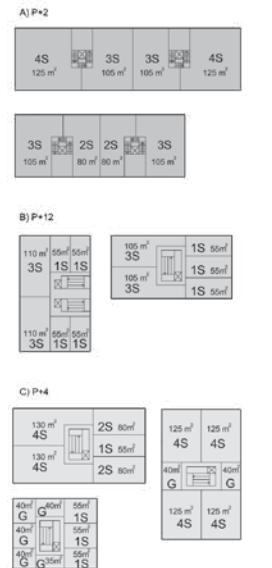 A) P+2
4S 3S 3S 4S
125 m² 105 m² 105 m² 125 m²
3S 2S 2S 3S
105 m² 80 m² 80 m² 105 m²
B) P+12
110 m² 55m² 55m²
3S 1S 1S
110 m² 55m² 55m²
3S 1S 1S
105 m²
3S
1S 55m²
1S 55m²
105 m²
3S
1S 55m²
C) P+4
130 m²
4S
2S 80m²
1S 55m²
130 m²
4S
2S 80m²
125 m² 125 m²
4S 4S
40m² 40m²
G G
125 m² 125 m²
4S 4S
40m² 40m² 55m²
G G 1S
40m² 55m²
G 1S
40m² 55m²
G G35m² 1S